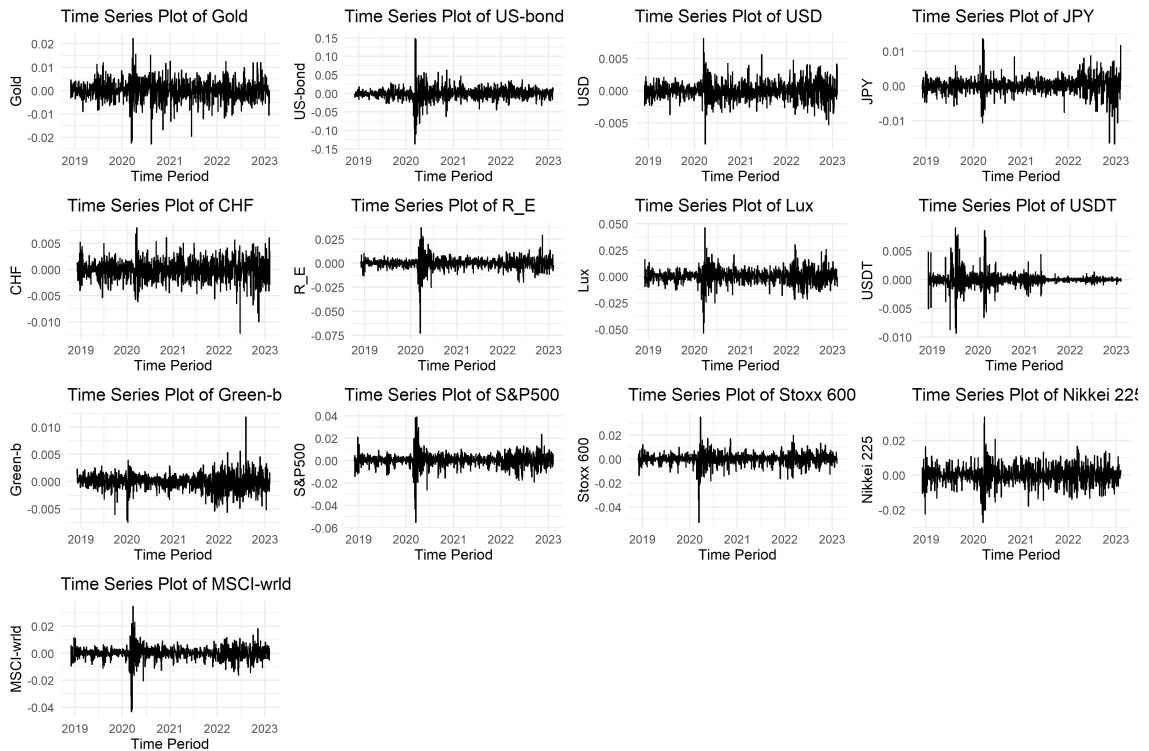 Time Series Plot of Gold
0.02
0.01
0.00
-0.01
-0.02
Gold
2019 2020 2021 2022 2023
Time Period
Time Series Plot of US-bond
0.15
0.10
0.05
0.00
-0.05
-0.10
-0.15
US-bond
2019 2020 2021 2022 2023
Time Period
Time Series Plot of USD
0.005
0.000
-0.005
USD
2019 2020 2021 2022 2023
Time Period
Time Series Plot of JPY
0.01
0.00
-0.01
JPY
2019 2020 2021 2022 2023
Time Period
Time Series Plot of CHF
0.005
0.000
-0.005
-0.010
CHF
2019 2020 2021 2022 2023
Time Period
Time Series Plot of R_E
0.025
0.000
-0.025
-0.050
-0.075
R_E
2019 2020 2021 2022 2023
Time Period
Time Series Plot of Lux
0.050
0.025
0.000
-0.025
-0.050
Lux
2019 2020 2021 2022 2023
Time Period
Time Series Plot of USDT
0.005
0.000
-0.005
-0.010
USDT
2019 2020 2021 2022 2023
Time Period
Time Series Plot of Green-b
0.010
0.005
0.000
-0.005
Green-b
2019 2020 2021 2022 2023
Time Period
Time Series Plot of S&P500
0.04
0.02
0.00
-0.02
-0.04
-0.06
S&P500
2019 2020 2021 2022 2023
Time Period
Time Series Plot of Stoxx 600
0.02
0.00
-0.02
-0.04
Stoxx 600
2019 2020 2021 2022 2023
Time Period
Time Series Plot of Nikkei 225
0.02
0.00
-0.02
Nikkei 225
2019 2020 2021 2022 2023
Time Period
Time Series Plot of MSCI-wrld
0.02
0.00
-0.02
-0.04
MSCI-wrld
2019 2020 2021 2022 2023
Time Period